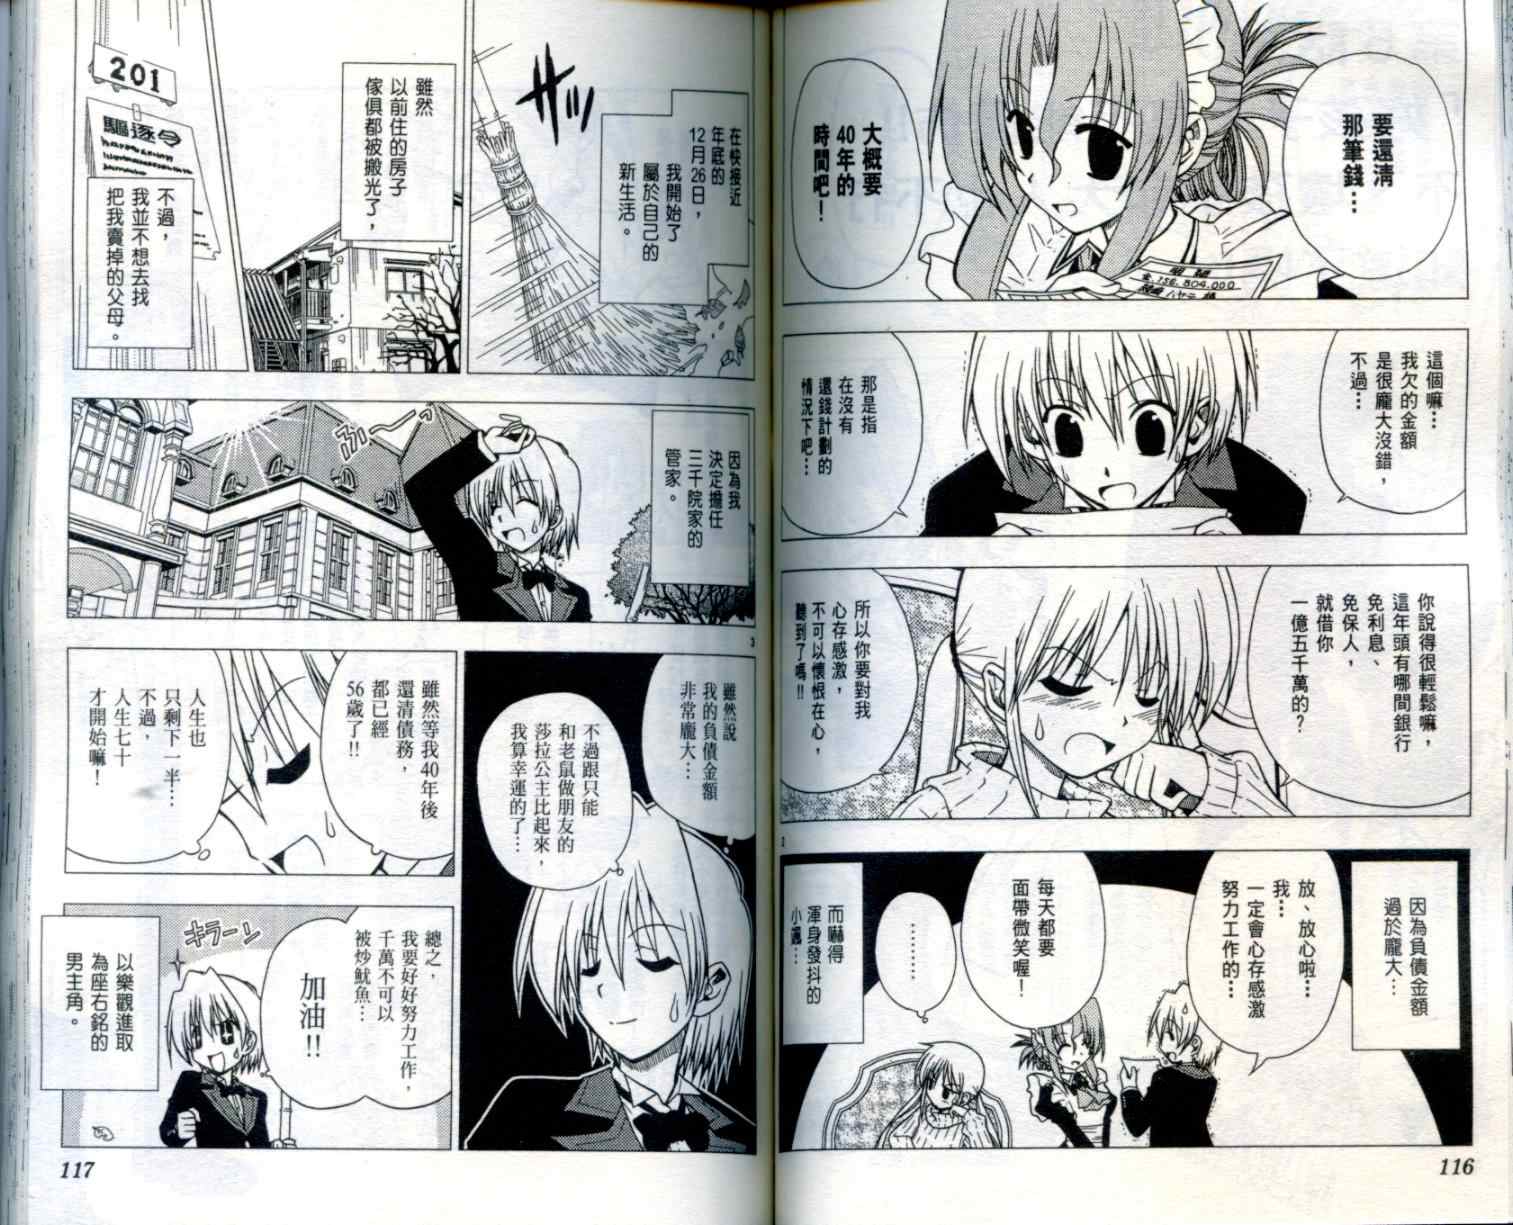 要還清
那筆錢…
大概要
40年的
時間吧！
￥156,804,000
這個嘛…
我欠的金額
是很龐大沒錯，
不過…
那是指
在沒有
還錢計劃的
情況下吧…
你說得很輕鬆嘛，
這年頭有哪間銀行
免利息、
免保人，
就借你
一億五千萬的？
所以你要對我
心存感激，
不可以懷恨在心，
聽到了嗎!!
因為負債金額
過於龐大…
放、放心啦…
我…
一定會心存感激
努力工作的…
每天都要
面帶微笑喔！
………
而嚇得
渾身發抖的
小颯…
116
在快接近
年底的
12月26日，
我開始了
屬於自己的
新生活。
ザッ
雖然
以前住的房子
傢俱都被搬光了，
201
驅逐令
不過，
我並不想去找
把我賣掉的父母。
因為我
決定擔任
三千院家的
管家。
ふ〜っ
雖然說
我的負債金額
非常龐大…
不過跟只能
和老鼠做朋友的
莎拉公主比起來，
我算幸運的了…
雖然等我40年後
還清債務，
都已經
56歲了!!
人生也
只剩下一半…
不過，
人生七十
才開始嘛！
總之，
我要好好努力工作，
千萬不可以
被炒魷魚…
加油!!
キラーン
以樂觀進取
為座右銘的
男主角。
117